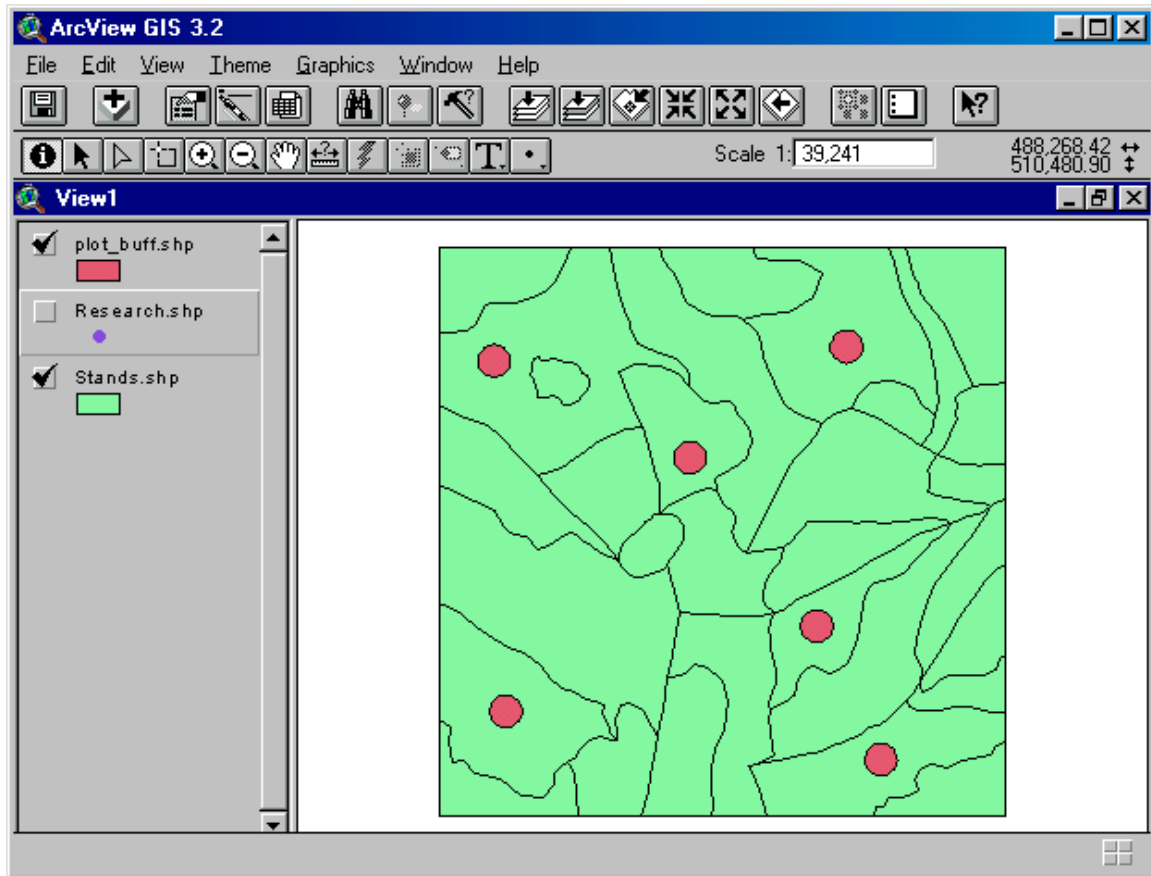 ArcView GIS 3.2
File Edit View Theme Graphics Window Help
Scale 1: 39,241
488,268.42
510,480.90
View1
plot_buff.shp
Research.shp
Stands.shp